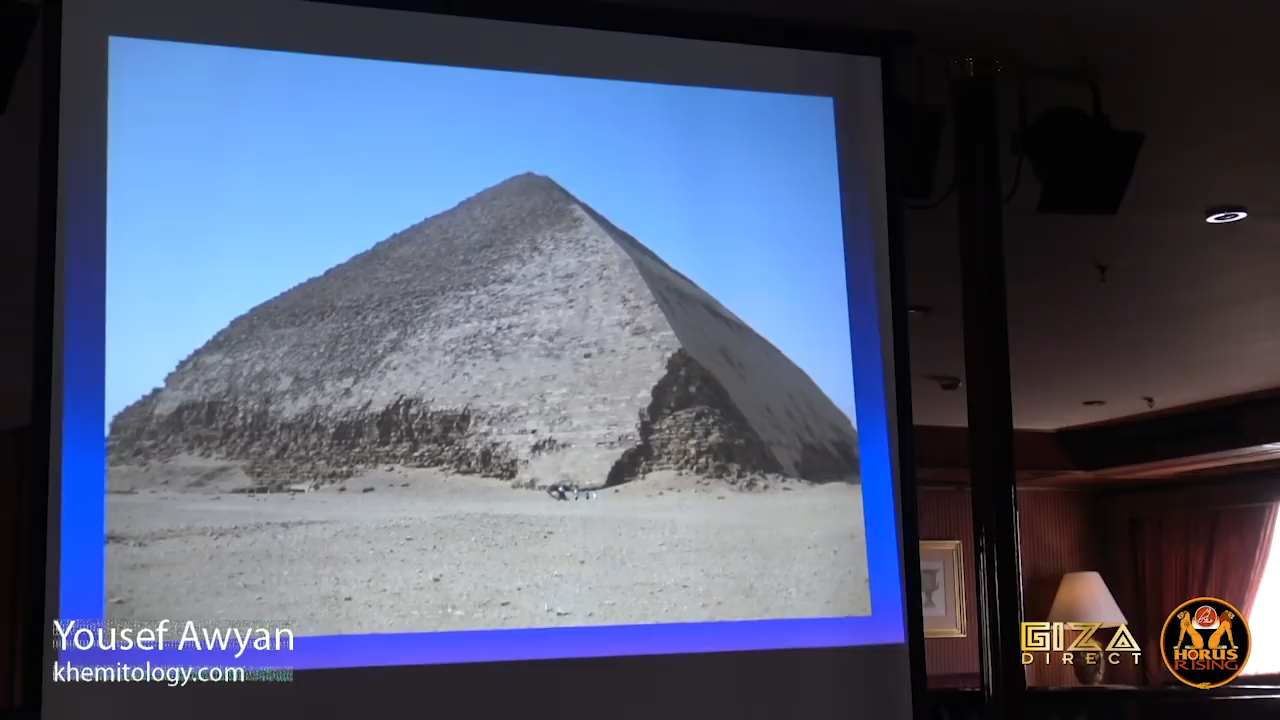 Yousef Awyan
khemitology.com
GIZA
DIRECT
HORUS
RISING